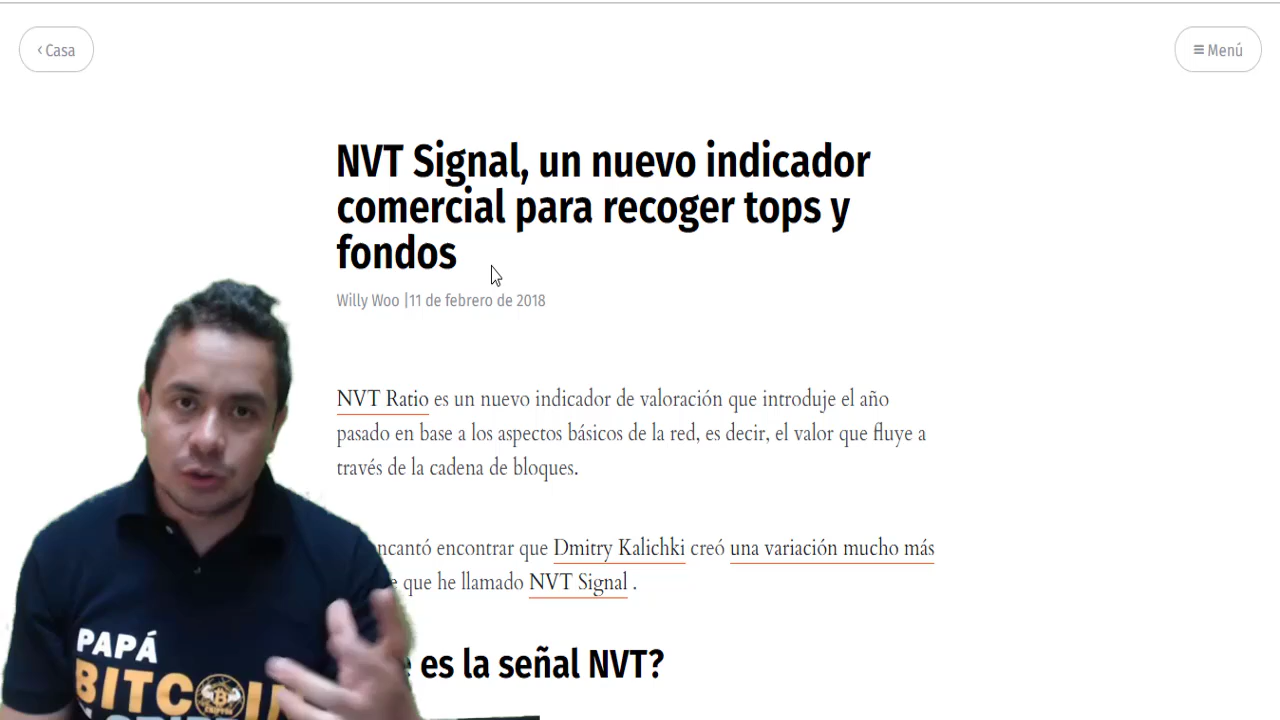 ‹ Casa
≡ Menú
NVT Signal, un nuevo indicador
comercial para recoger tops y
fondos
Willy Woo |11 de febrero de 2018
NVT Ratio es un nuevo indicador de valoración que introduje el año
pasado en base a los aspectos básicos de la red, es decir, el valor que fluye a
través de la cadena de bloques.
encontrar que Dmitry Kalichki creó una variación mucho más
que he llamado NVT Signal .
es la señal NVT?
PAPÁ
BITCOIN